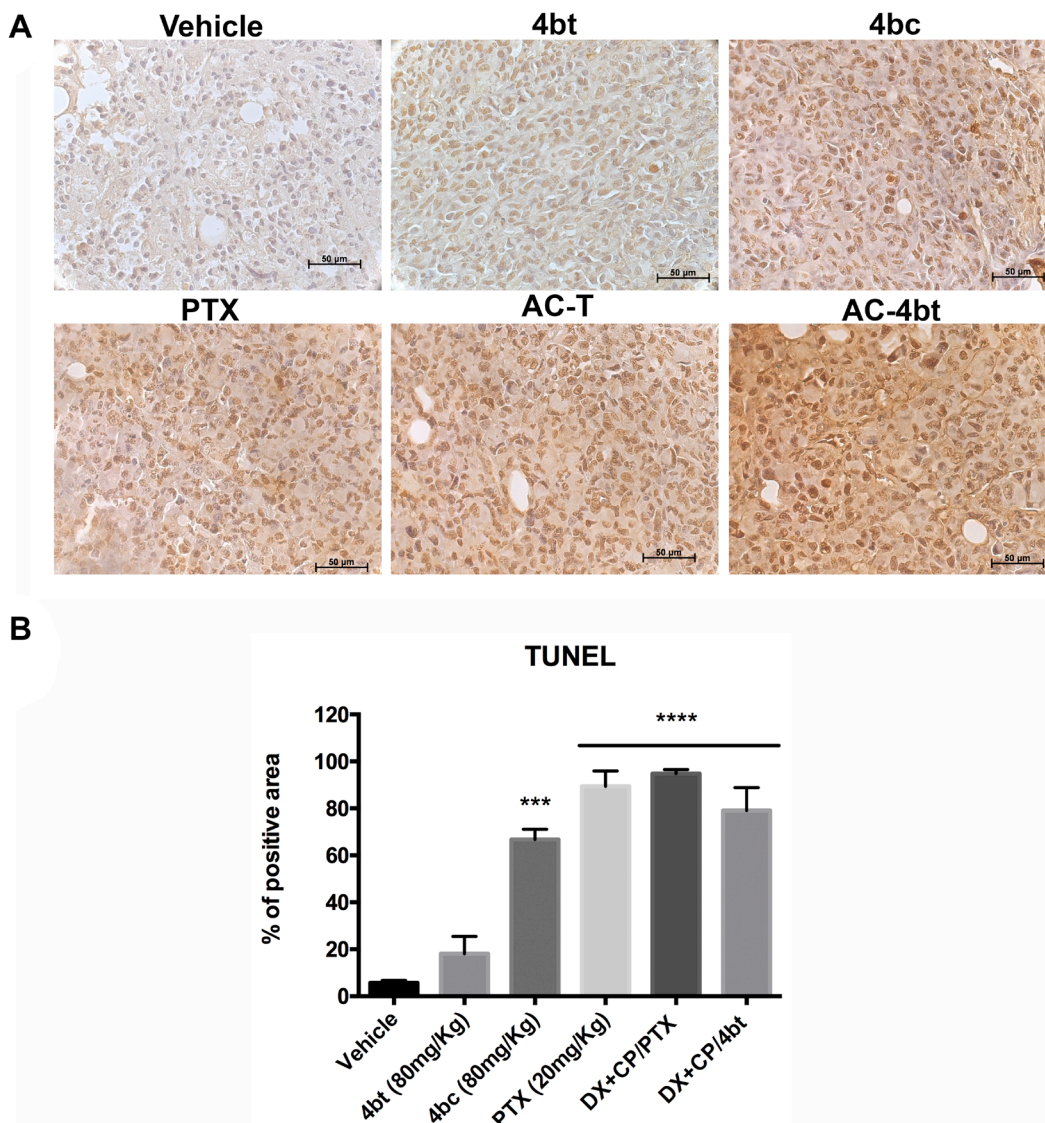 A
Vehicle
4bt
4bc
50 µm
50 µm
50 µm
PTX
AC-T
AC-4bt
50 µm
50 µm
50 µm
B
TUNEL
% of positive area
120
100
80
60
40
20
0
***
****
Vehicle
4bt (80mg/Kg)
4bc (80mg/Kg)
PTX (20mg/Kg)
DX+CP/PTX
DX+CP/4bt